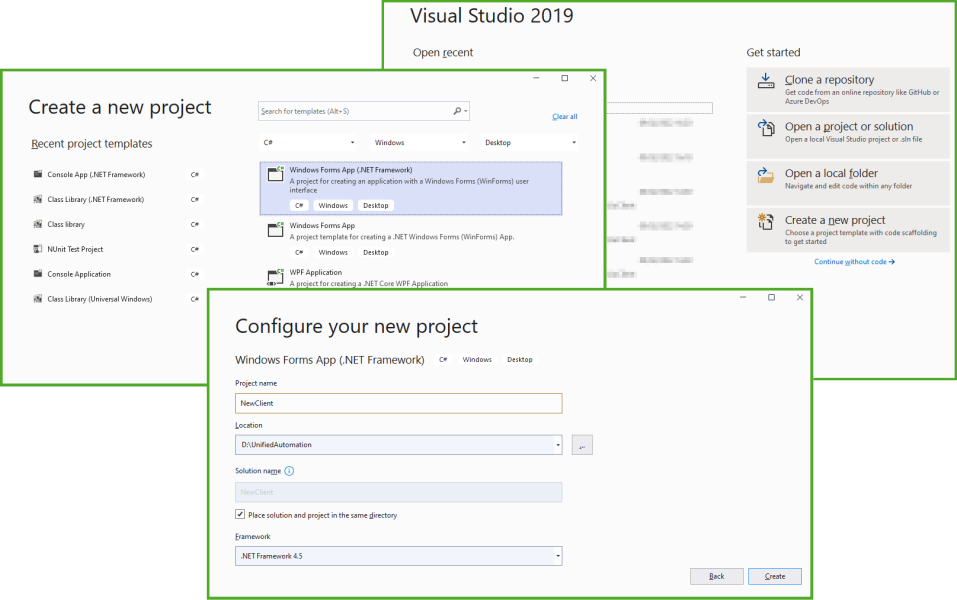 Visual Studio 2019
Open recent
Get started
Clone a repository
Get code from an online repository like GitHub or
Azure DevOps
Open a project or solution
Open a local Visual Studio project or .sln file
Open a local folder
Navigate and edit code within any folder
Create a new project
Choose a project template with code scaffolding
to get started
Continue without code →
Create a new project
Search for templates (Alt+S)
Clear all
Recent project templates
C# Windows Desktop
Console App (.NET Framework) C#
Class Library (.NET Framework) C#
Class library C#
NUnit Test Project C#
Console Application C#
Class Library (Universal Windows) C#
Windows Forms App (.NET Framework)
A project for creating an application with a Windows Forms (WinForms) user
interface
C# Windows Desktop
Windows Forms App
A project template for creating a .NET Windows Forms (WinForms) App.
C# Windows Desktop
WPF Application
A project for creating a .NET Core WPF Application
Configure your new project
Windows Forms App (.NET Framework) C# Windows Desktop
Project name
NewClient
Location
D:\UnifiedAutomation
...
Solution name
NewClient
Place solution and project in the same directory
Framework
.NET Framework 4.5
Back Create